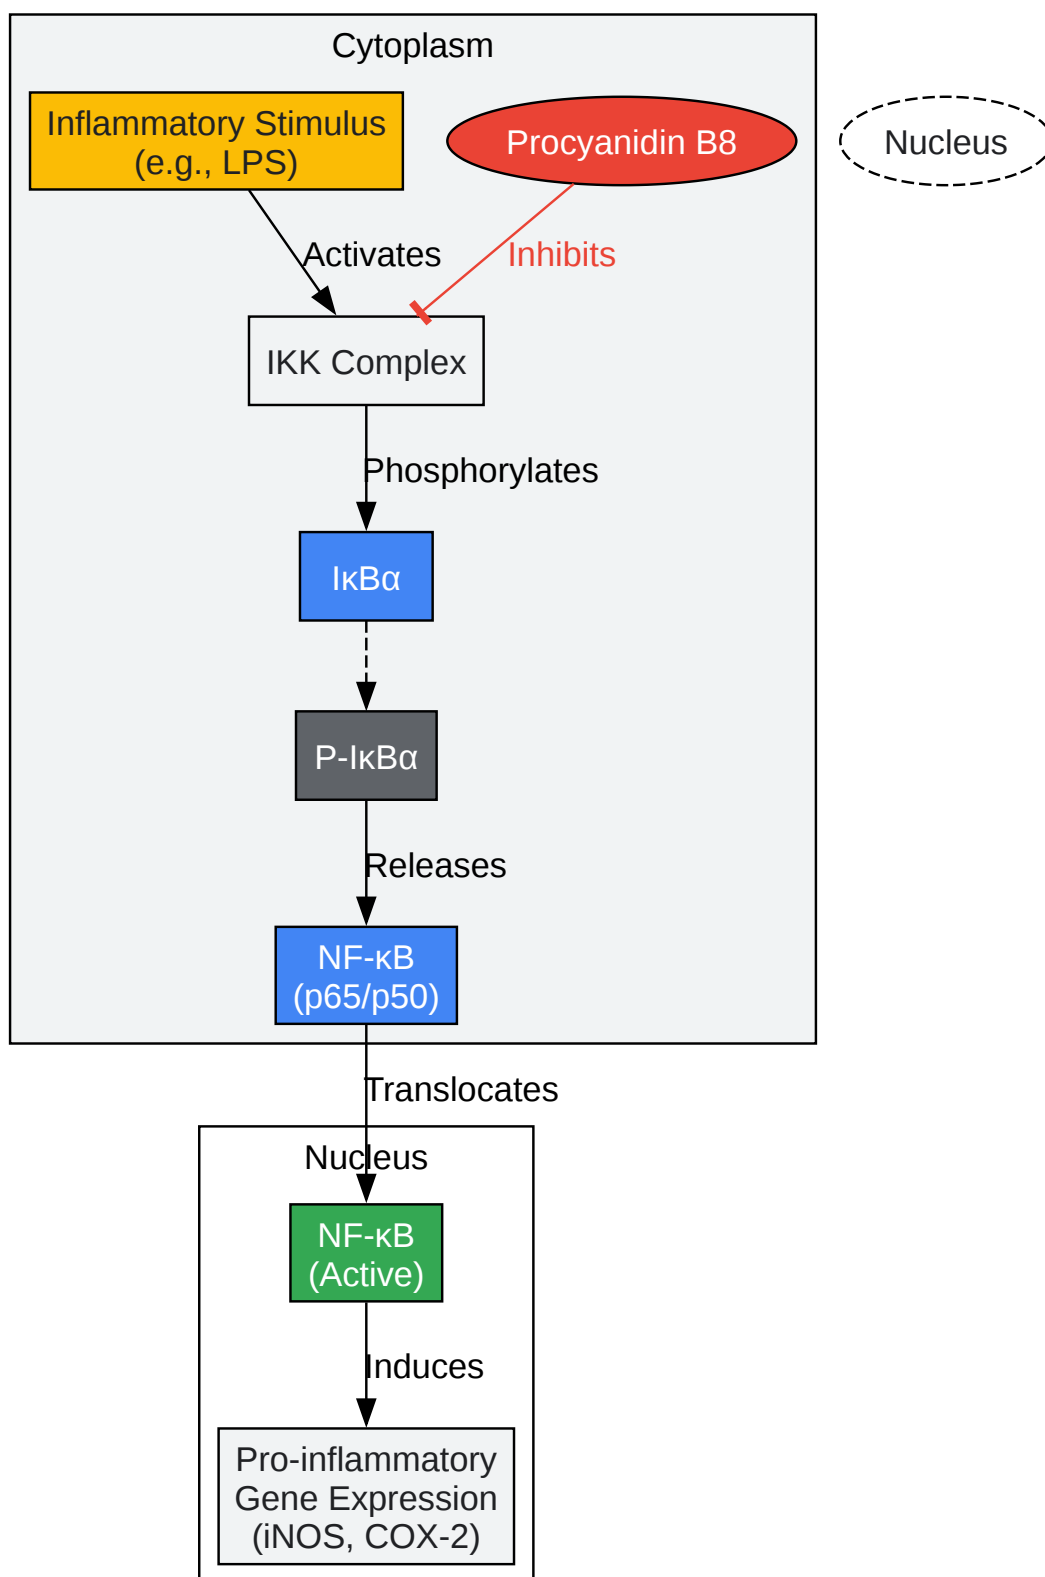 Cytoplasm
Inflammatory Stimulus
(e.g., LPS)
Procyanidin B8
Nucleus
Activates
Inhibits
IKK Complex
Phosphorylates
IκBα
P-IκBα
Releases
NF-κB
(p65/p50)
Translocates
Nucleus
NF-κB
(Active)
Induces
Pro-inflammatory
Gene Expression
(iNOS, COX-2)